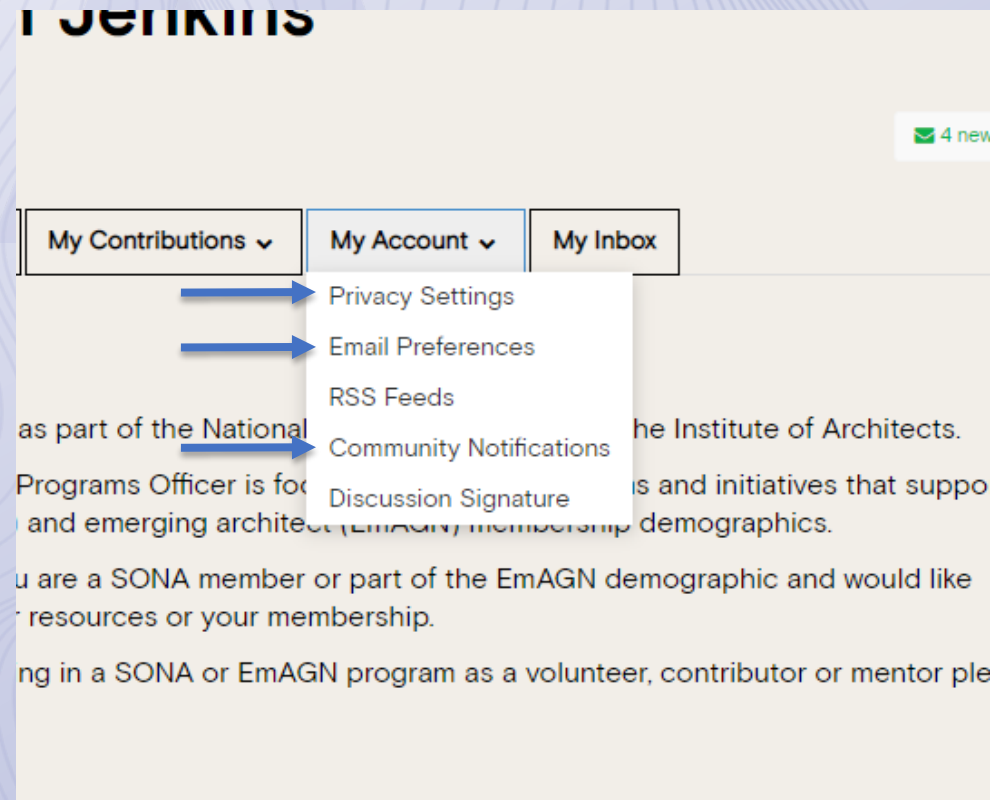 Jenkins
4 new
My Contributions
My Account
My Inbox
Privacy Settings
Email Preferences
RSS Feeds
Community Notifications
Discussion Signature
as part of the National he Institute of Architects.
Programs Officer is foc s and initiatives that suppo
and emerging architect (EmAGN) membership demographics.
u are a SONA member or part of the EmAGN demographic and would like
r resources or your membership.
ng in a SONA or EmAGN program as a volunteer, contributor or mentor ple